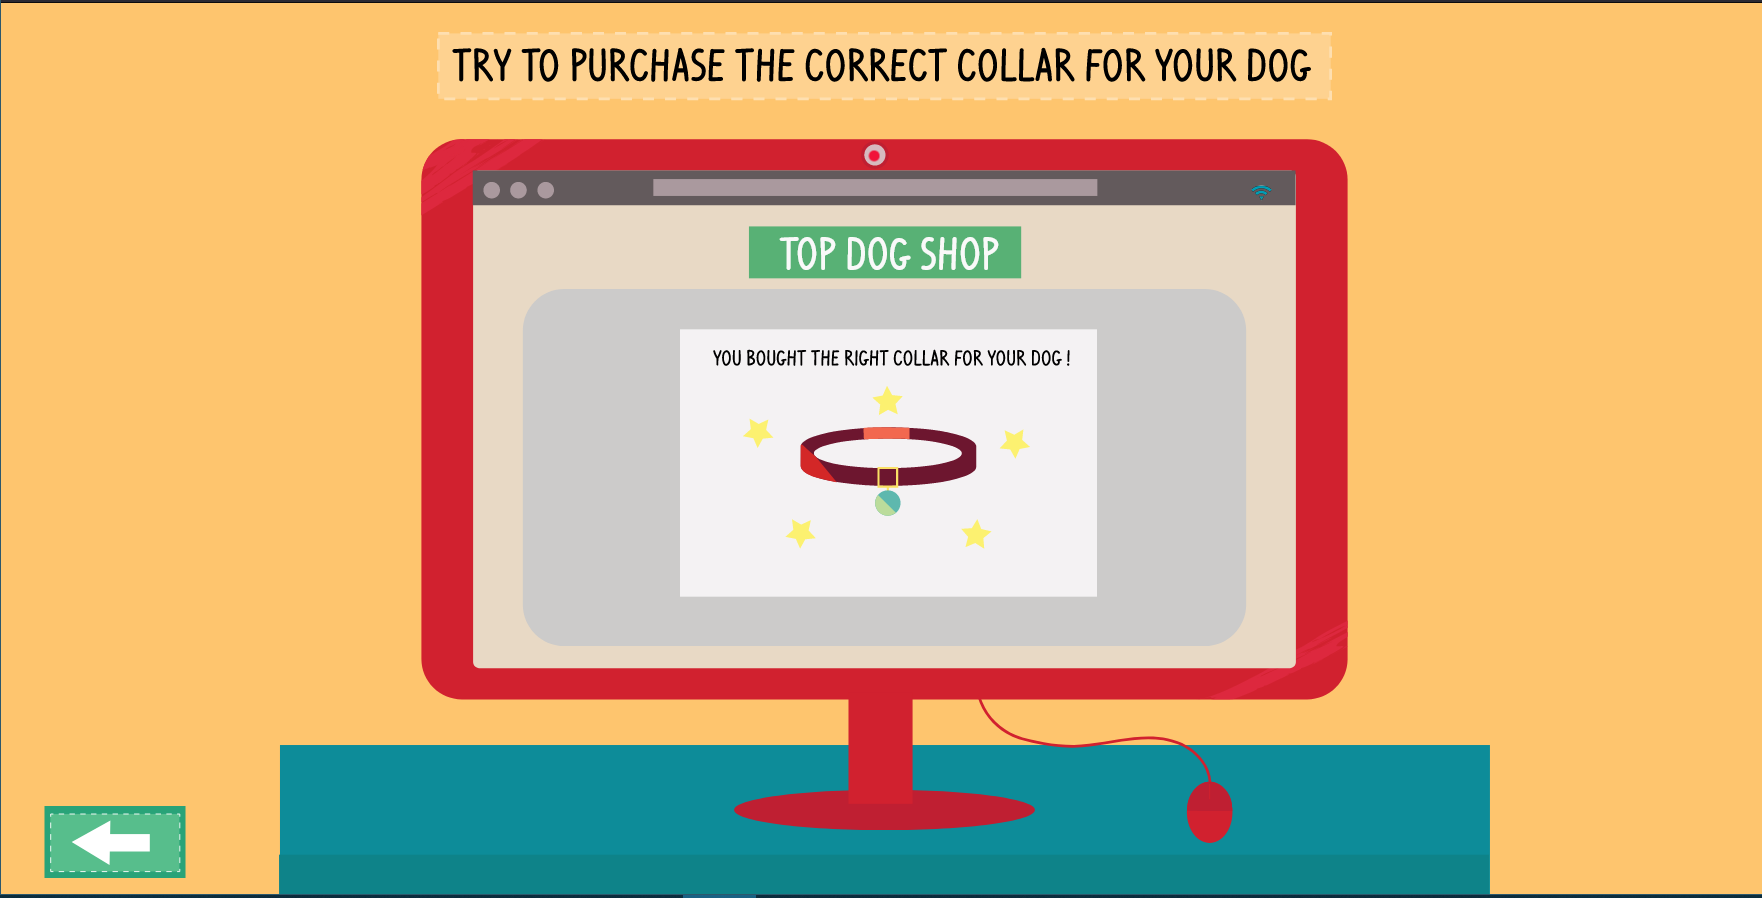 TRY TO PURCHASE THE CORRECT COLLAR FOR YOUR DOG
TOP DOG SHOP
YOU BOUGHT THE RIGHT COLLAR FOR YOUR DOG !